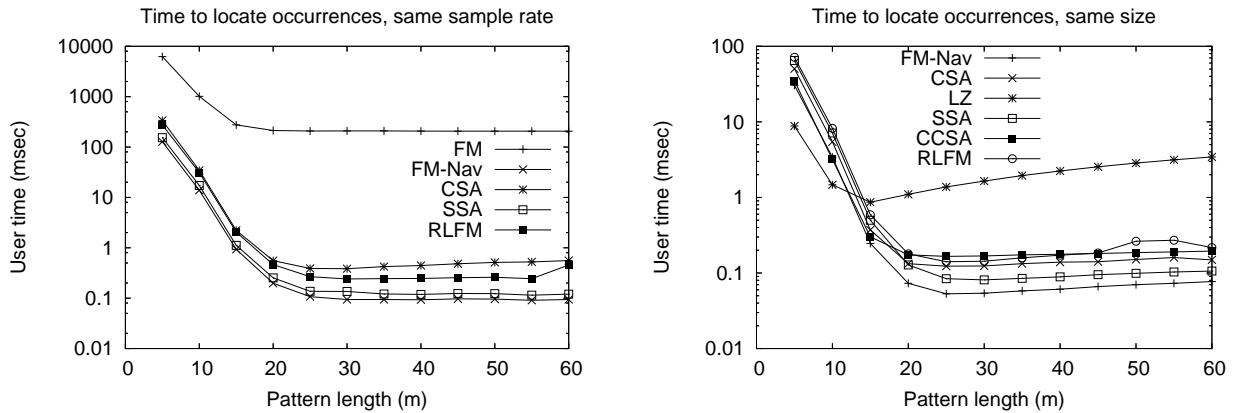 Time to locate occurrences, same sample rate
10000
1000
100
10
1
0.1
0.01
User time (msec)
FM
FM-Nav
CSA
SSA
RLFM
0 10 20 30 40 50 60
Pattern length (m)
Time to locate occurrences, same size
100
10
1
0.1
0.01
User time (msec)
FM-Nav
CSA
LZ
SSA
CCSA
RLFM
0 10 20 30 40 50 60
Pattern length (m)